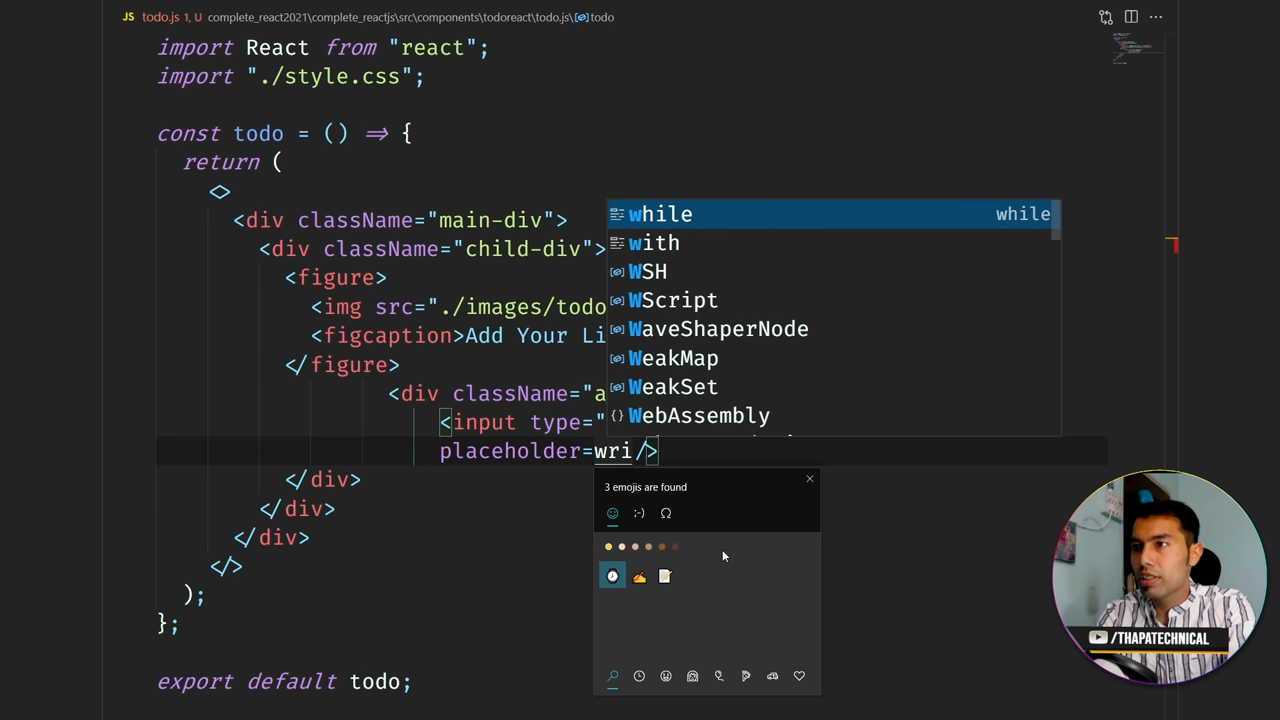 JS todo.js 1, U complete_react2021\complete_reactjs\src\components\todoreact\todo.js\todo
import React from "react";
import "./style.css";
const todo = () => {
return (
<>
<div className="main-div">
<div className="child-div">
<figure>
<img src="./images/todo
<figcaption>Add Your Li
</figure>
<div className="a
<input type="
placeholder=wri/>
</div>
</div>
</div>
</>
);
};
export default todo;
while while
with
WSH
WScript
WaveShaperNode
WeakMap
WeakSet
WebAssembly
3 emojis are found
;-)
/THAPATECHNICAL